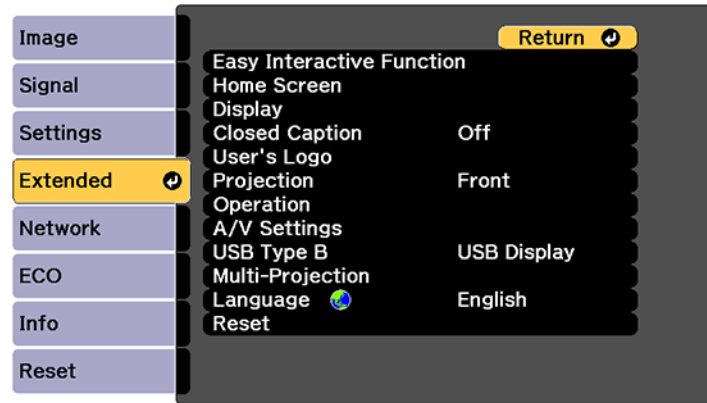 Image
Signal
Settings
Extended
Network
ECO
Info
Reset
Return
Easy Interactive Function
Home Screen
Display
Closed Caption Off
User's Logo
Projection Front
Operation
A/V Settings
USB Type B USB Display
Multi-Projection
Language English
Reset